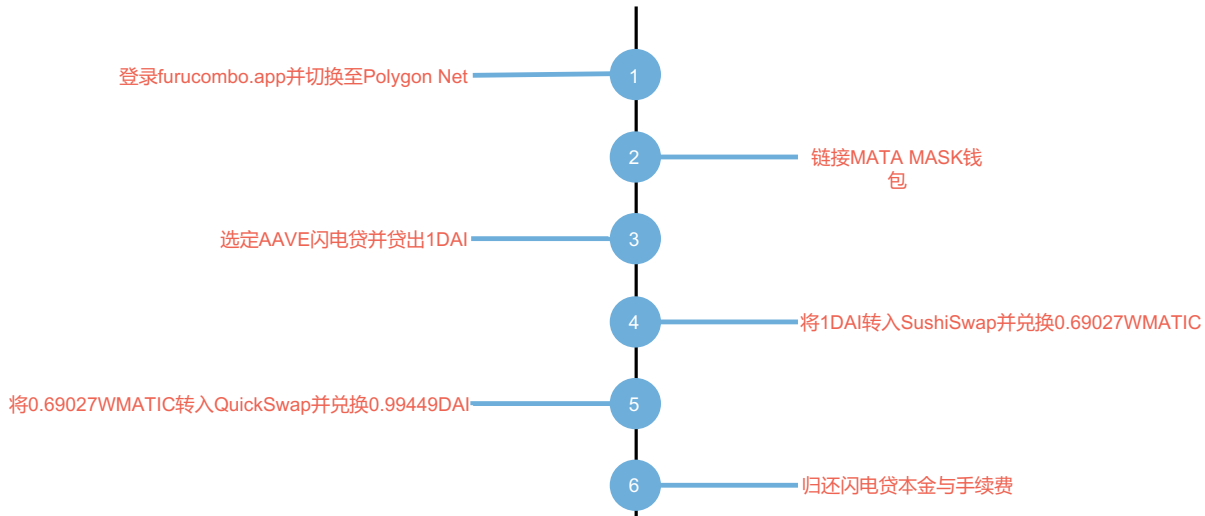 登录furucombo.app并切换至Polygon Net
1
2
链接MATA MASK钱
包
选定AAVE闪电贷并贷出1DAI
3
4
将1DAI转入SushiSwap并兑换0.69027WMATIC
将0.69027WMATIC转入QuickSwap并兑换0.99449DAI
5
6
归还闪电贷本金与手续费